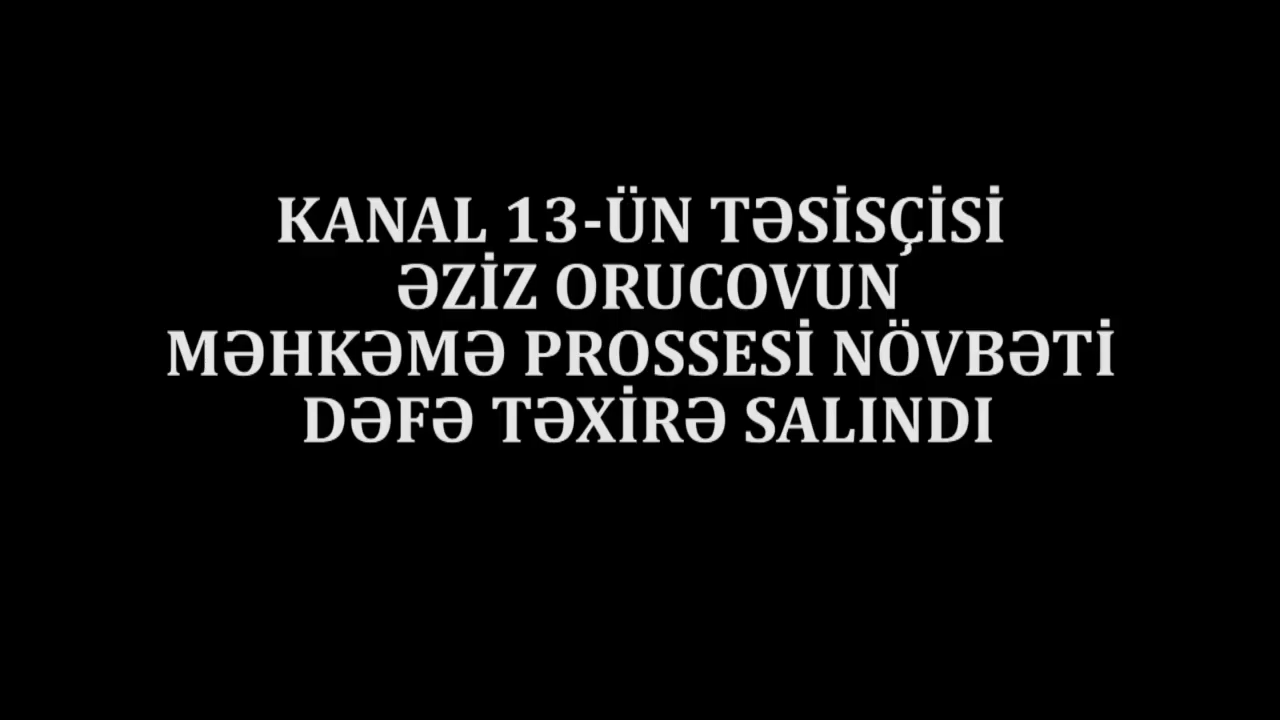 KANAL 13-ÜN TƏSİSÇİSİ
ƏZİZ ORUCOVUN
MƏHKƏMƏ PROSSESİ NÖVBƏTİ
DƏFƏ TƏXİRƏ SALINDI